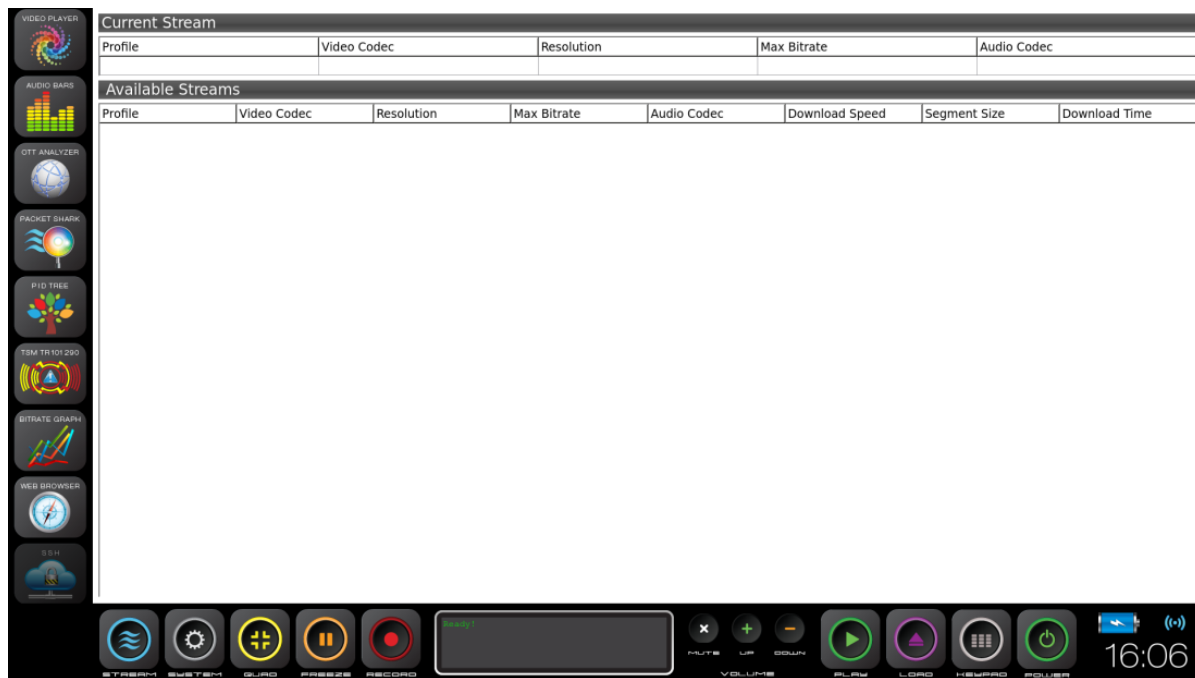 VIDEO PLAYER
AUDIO BARS
OTT ANALYZER
PACKET SHARK
PID TREE
TSM TR101290
BITRATE GRAPH
WEB BROWSER
SSH
Current Stream
Profile Video Codec Resolution Max Bitrate Audio Codec
Available Streams
Profile Video Codec Resolution Max Bitrate Audio Codec Download Speed Segment Size Download Time
Ready!
MUTE UP DOWN
VOLUME
STREAM SYSTEM QUAD FREEZE RECORD PLAY LOAD KEYPAD POWER
16:06